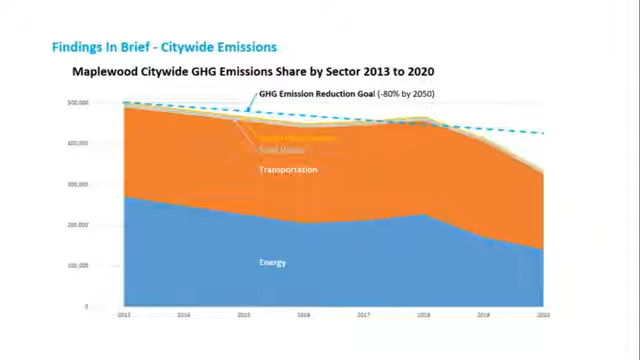 Findings In Brief - Citywide Emissions
Maplewood Citywide GHG Emissions Share by Sector 2013 to 2020
GHG Emission Reduction Goal (-80% by 2050)
500,000
400,000
Transportation
300,000
200,000
Energy
100,000
0
2013 2014 2015 2016 2017 2018 2019 2020